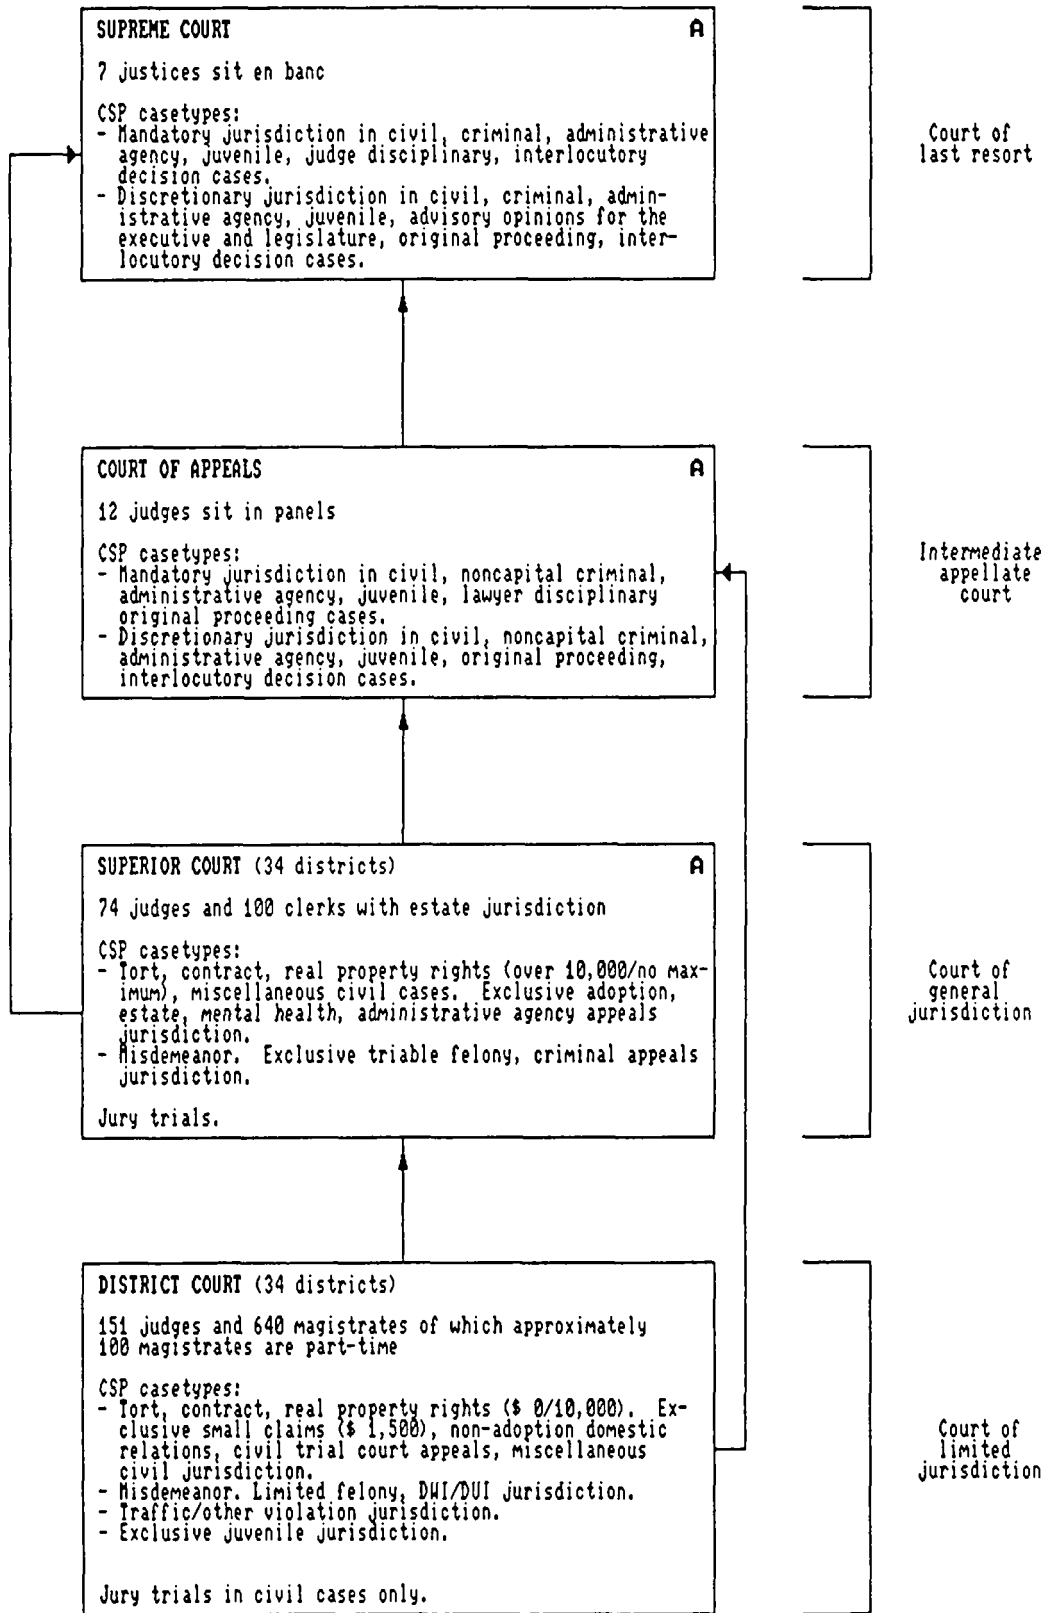 SUPREME COURT A
7 justices sit en banc
CSP casetypes:
- Mandatory jurisdiction in civil, criminal, administrative
agency, juvenile, judge disciplinary, interlocutory
decision cases.
- Discretionary jurisdiction in civil, criminal, admin-
istrative agency, juvenile, advisory opinions for the
executive and legislature, original proceeding, inter-
locutory decision cases.
Court of
last resort
COURT OF APPEALS A
12 judges sit in panels
CSP casetypes:
- Mandatory jurisdiction in civil, noncapital criminal,
administrative agency, juvenile, lawyer disciplinary
original proceeding cases.
- Discretionary jurisdiction in civil, noncapital criminal,
administrative agency, juvenile, original proceeding,
interlocutory decision cases.
Intermediate
appellate
court
SUPERIOR COURT (34 districts) A
74 judges and 100 clerks with estate jurisdiction
CSP casetypes:
- Tort, contract, real property rights (over 10,000/no max-
imum), miscellaneous civil cases. Exclusive adoption,
estate, mental health, administrative agency appeals
jurisdiction.
- Misdemeanor. Exclusive triable felony, criminal appeals
jurisdiction.
Jury trials.
Court of
general
jurisdiction
DISTRICT COURT (34 districts)
151 judges and 640 magistrates of which approximately
100 magistrates are part-time
CSP casetypes:
- Tort, contract, real property rights ($ 0/10,000). Ex-
clusive small claims ($ 1,500), non-adoption domestic
relations, civil trial court appeals, miscellaneous
civil jurisdiction.
- Misdemeanor. Limited felony, DWI/DUI jurisdiction.
- Traffic/other violation jurisdiction.
- Exclusive juvenile jurisdiction.
Jury trials in civil cases only.
Court of
limited
jurisdiction